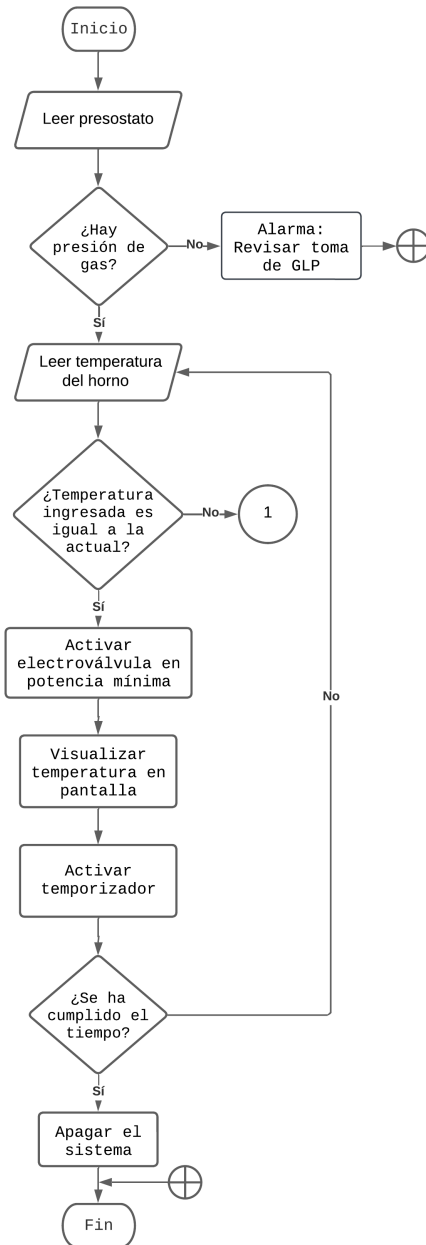 Inicio
Leer presostato
¿Hay
presión de
gas?
No
Alarma:
Revisar toma
de GLP
Sí
Leer temperatura
del horno
¿Temperatura
ingresada es
igual a la
actual?
No
1
Sí
Activar
electroválvula en
potencia mínima
No
Visualizar
temperatura en
pantalla
Activar
temporizador
¿Se ha
cumplido el
tiempo?
Sí
Apagar el
sistema
Fin